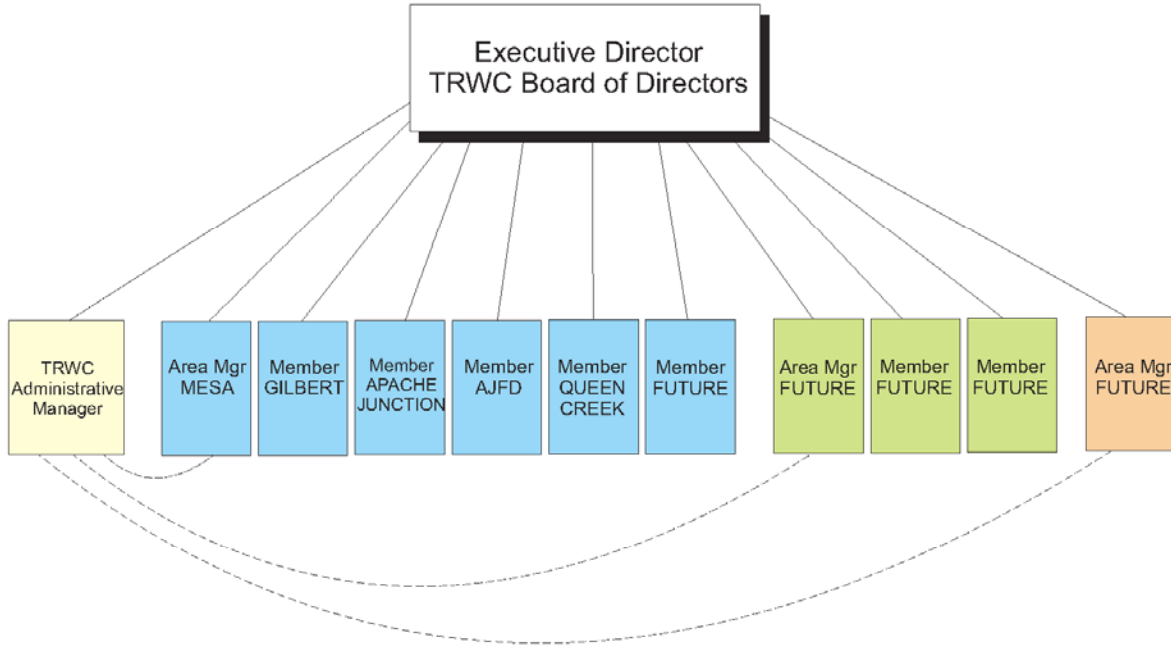 Executive Director
TRWC Board of Directors
TRWC
Administrative
Manager
Area Mgr
MESA
Member
GILBERT
Member
APACHE
JUNCTION
Member
AJFD
Member
QUEEN
CREEK
Member
FUTURE
Area Mgr
FUTURE
Member
FUTURE
Member
FUTURE
Area Mgr
FUTURE